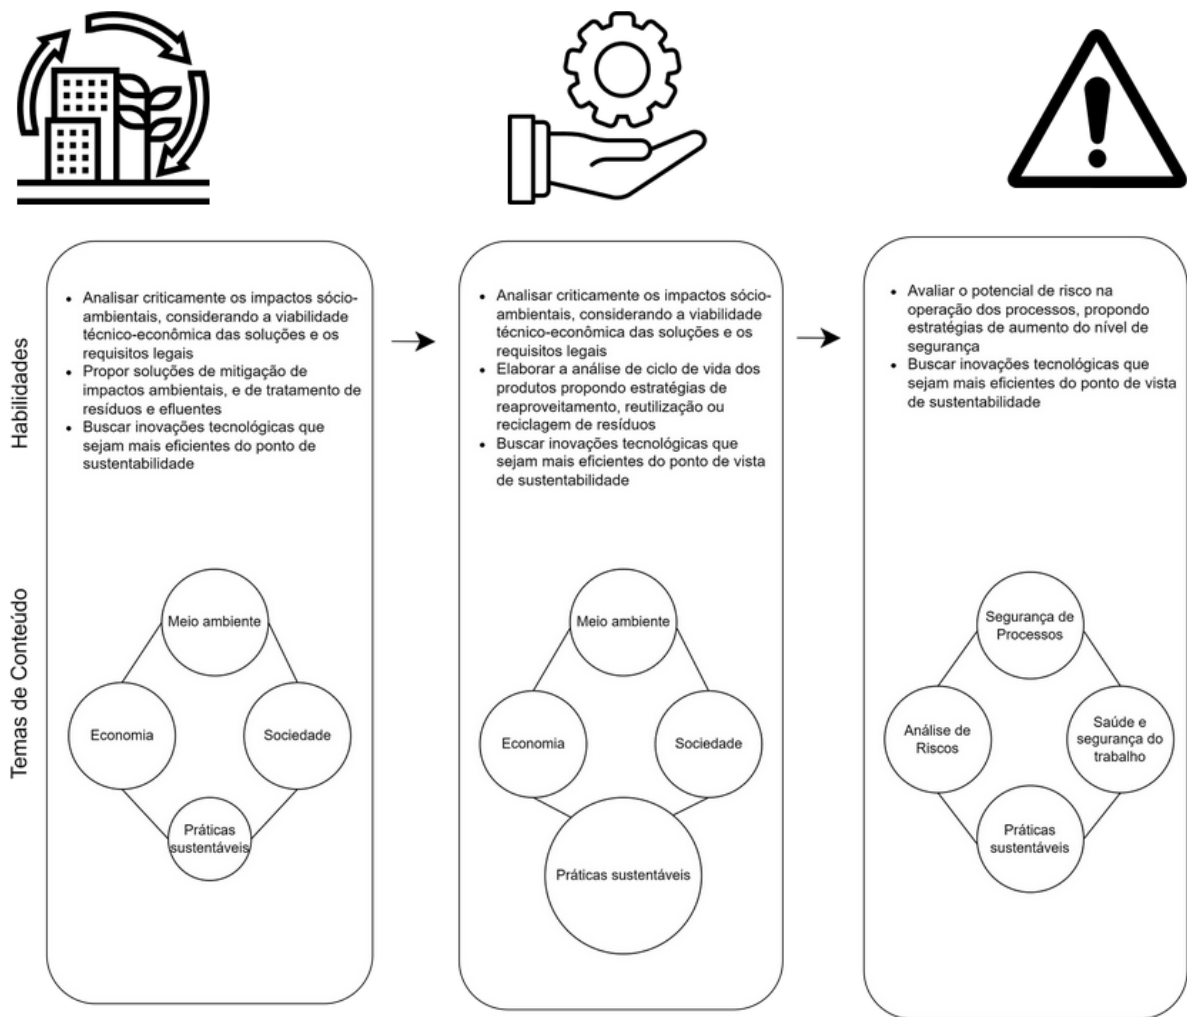 Habilidades
• Analisar criticamente os impactos sócio-
ambientais, considerando a viabilidade
técnico-econômica das soluções e os
requisitos legais
• Propor soluções de mitigação de
impactos ambientais, e de tratamento de
resíduos e efluentes
• Buscar inovações tecnológicas que
sejam mais eficientes do ponto de
sustentabilidade
• Analisar criticamente os impactos sócio-
ambientais, considerando a viabilidade
técnico-econômica das soluções e os
requisitos legais
• Elaborar a análise de ciclo de vida dos
produtos propondo estratégias de
reaproveitamento, reutilização ou
reciclagem de resíduos
• Buscar inovações tecnológicas que
sejam mais eficientes do ponto de vista
de sustentabilidade
• Avaliar o potencial de risco na
operação dos processos, propondo
estratégias de aumento do nível de
segurança
• Buscar inovações tecnológicas que
sejam mais eficientes do ponto de vista
de sustentabilidade
Temas de Conteúdo
Meio ambiente
Economia
Sociedade
Práticas
sustentáveis
Meio ambiente
Economia
Sociedade
Práticas sustentáveis
Segurança de
Processos
Análise de
Riscos
Saúde e
segurança do
trabalho
Práticas
sustentáveis